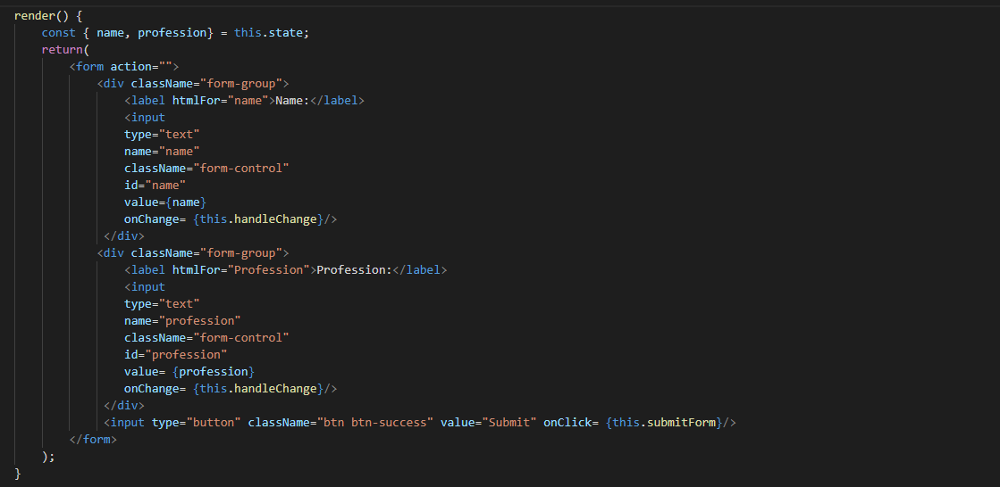 render() {
const { name, profession} = this.state;
return(
<form action="">
<div className="form-group">
<label htmlFor="name">Name:</label>
<input
type="text"
name="name"
className="form-control"
id="name"
value={name}
onChange= {this.handleChange}/>
</div>
<div className="form-group">
<label htmlFor="Profession">Profession:</label>
<input
type="text"
name="profession"
className="form-control"
id="profession"
value= {profession}
onChange= {this.handleChange}/>
</div>
<input type="button" className="btn btn-success" value="Submit" onClick= {this.submitForm}/>
</form>
);
}